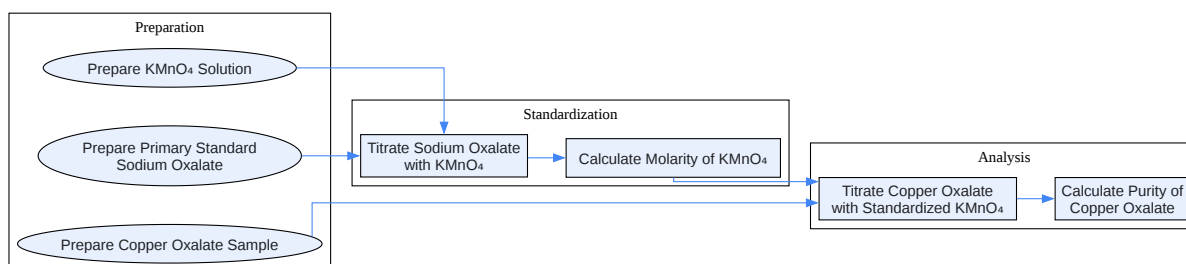 Preparation
Prepare KMnO₄ Solution
Prepare Primary Standard
Sodium Oxalate
Prepare Copper Oxalate Sample
Standardization
Titrate Sodium Oxalate
with KMnO₄
Calculate Molarity of KMnO₄
Analysis
Titrate Copper Oxalate
with Standardized KMnO₄
Calculate Purity of
Copper Oxalate